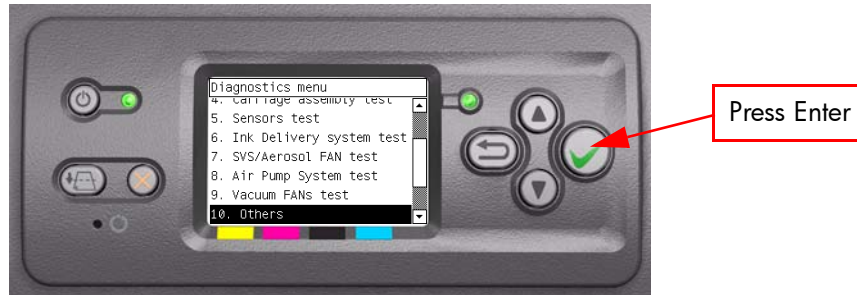 Diagnostics menu
4. Carriage assembly test
5. Sensors test
6. Ink Delivery system test
7. SVS/Aerosol FAN test
8. Air Pump System test
9. Vacuum FANs test
10. Others
Press Enter